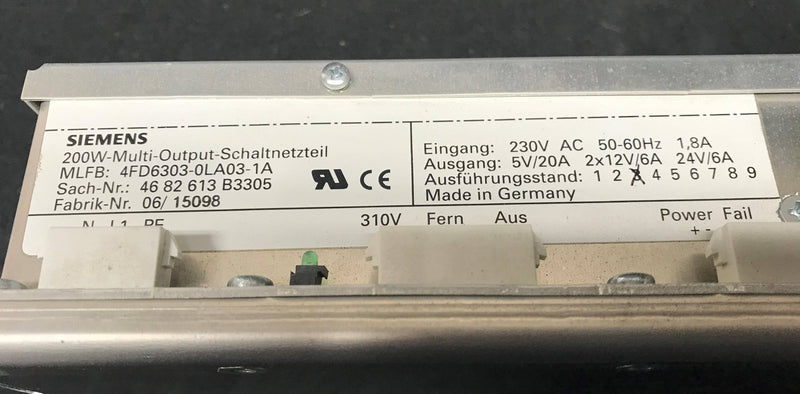 SIEMENS
200W-Multi-Output-Schaltnetzteil
MLFB: 4FD6303-0LA03-1A
Sach-Nr.: 46 82 613 B3305
Fabrik-Nr. 06/ 15098
Eingang: 230V AC 50-60Hz 1,8A
Ausgang: 5V/20A 2x12V/6A 24V/6A
Ausführungsstand: 1 2 3 4 5 6 7 8 9
Made in Germany
N L1 PE 310V Fern Aus Power Fail
+ -